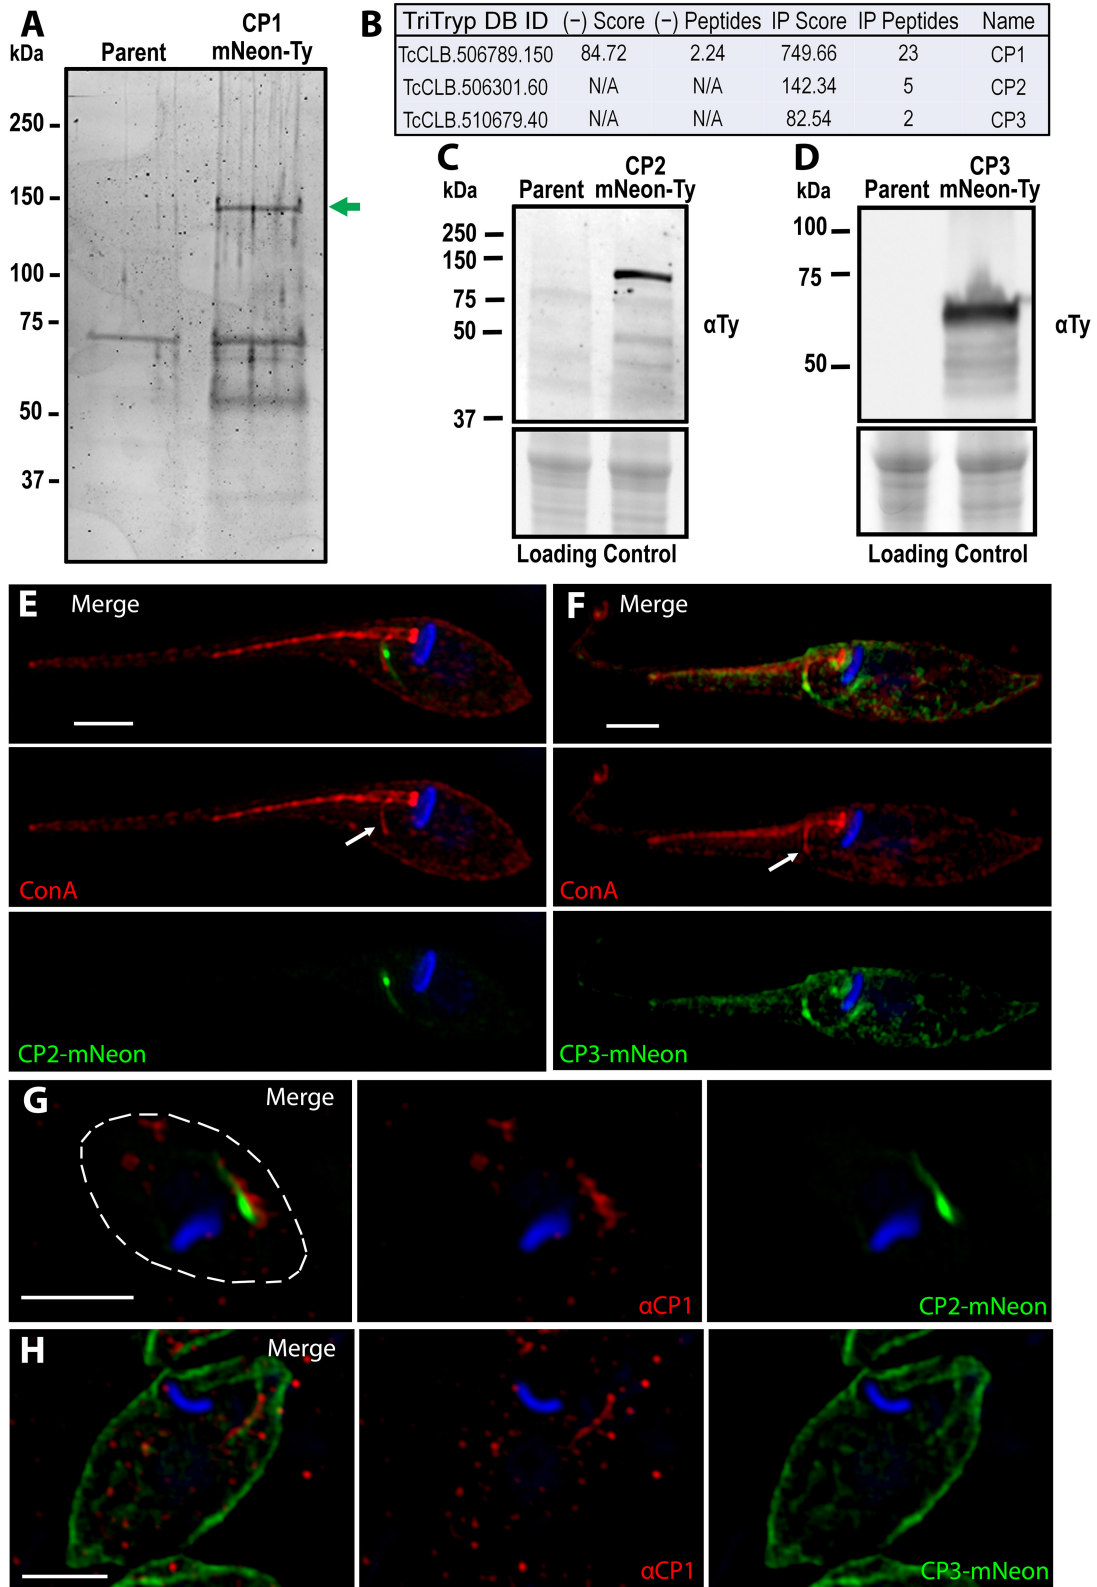 A
kDa
Parent
CP1
mNeon-Ty
250
150
100
75
50
37
B
TriTryp DB ID (−) Score (−) Peptides IP Score IP Peptides Name
TcCLB.506789.150 84.72 2.24 749.66 23 CP1
TcCLB.506301.60 N/A N/A 142.34 5 CP2
TcCLB.510679.40 N/A N/A 82.54 2 CP3
C
kDa
Parent
CP2
mNeon-Ty
250
150
75
50
37
αTy
Loading Control
D
kDa
Parent
CP3
mNeon-Ty
100
75
50
αTy
Loading Control
E
Merge
ConA
CP2-mNeon
F
Merge
ConA
CP3-mNeon
G
Merge
αCP1
CP2-mNeon
H
Merge
αCP1
CP3-mNeon